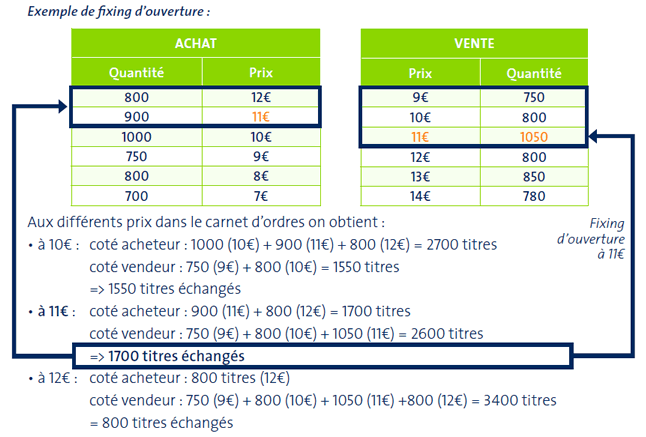 Exemple de fixing d'ouverture :
ACHAT
Quantité Prix
800 12€
900 11€
1000 10€
750 9€
800 8€
700 7€
VENTE
Prix Quantité
9€ 750
10€ 800
11€ 1050
12€ 800
13€ 850
14€ 780
Fixing
d'ouverture
à 11€
Aux différents prix dans le carnet d'ordres on obtient :
• à 10€ : coté acheteur : 1000 (10€) + 900 (11€) + 800 (12€) = 2700 titres
coté vendeur : 750 (9€) + 800 (10€) = 1550 titres
=> 1550 titres échangés
• à 11€ : coté acheteur : 900 (11€) + 800 (12€) = 1700 titres
coté vendeur : 750 (9€) + 800 (10€) + 1050 (11€) = 2600 titres
=> 1700 titres échangés
• à 12€ : coté acheteur : 800 titres (12€)
coté vendeur : 750 (9€) + 800 (10€) + 1050 (11€) +800 (12€) = 3400 titres
= 800 titres échangés